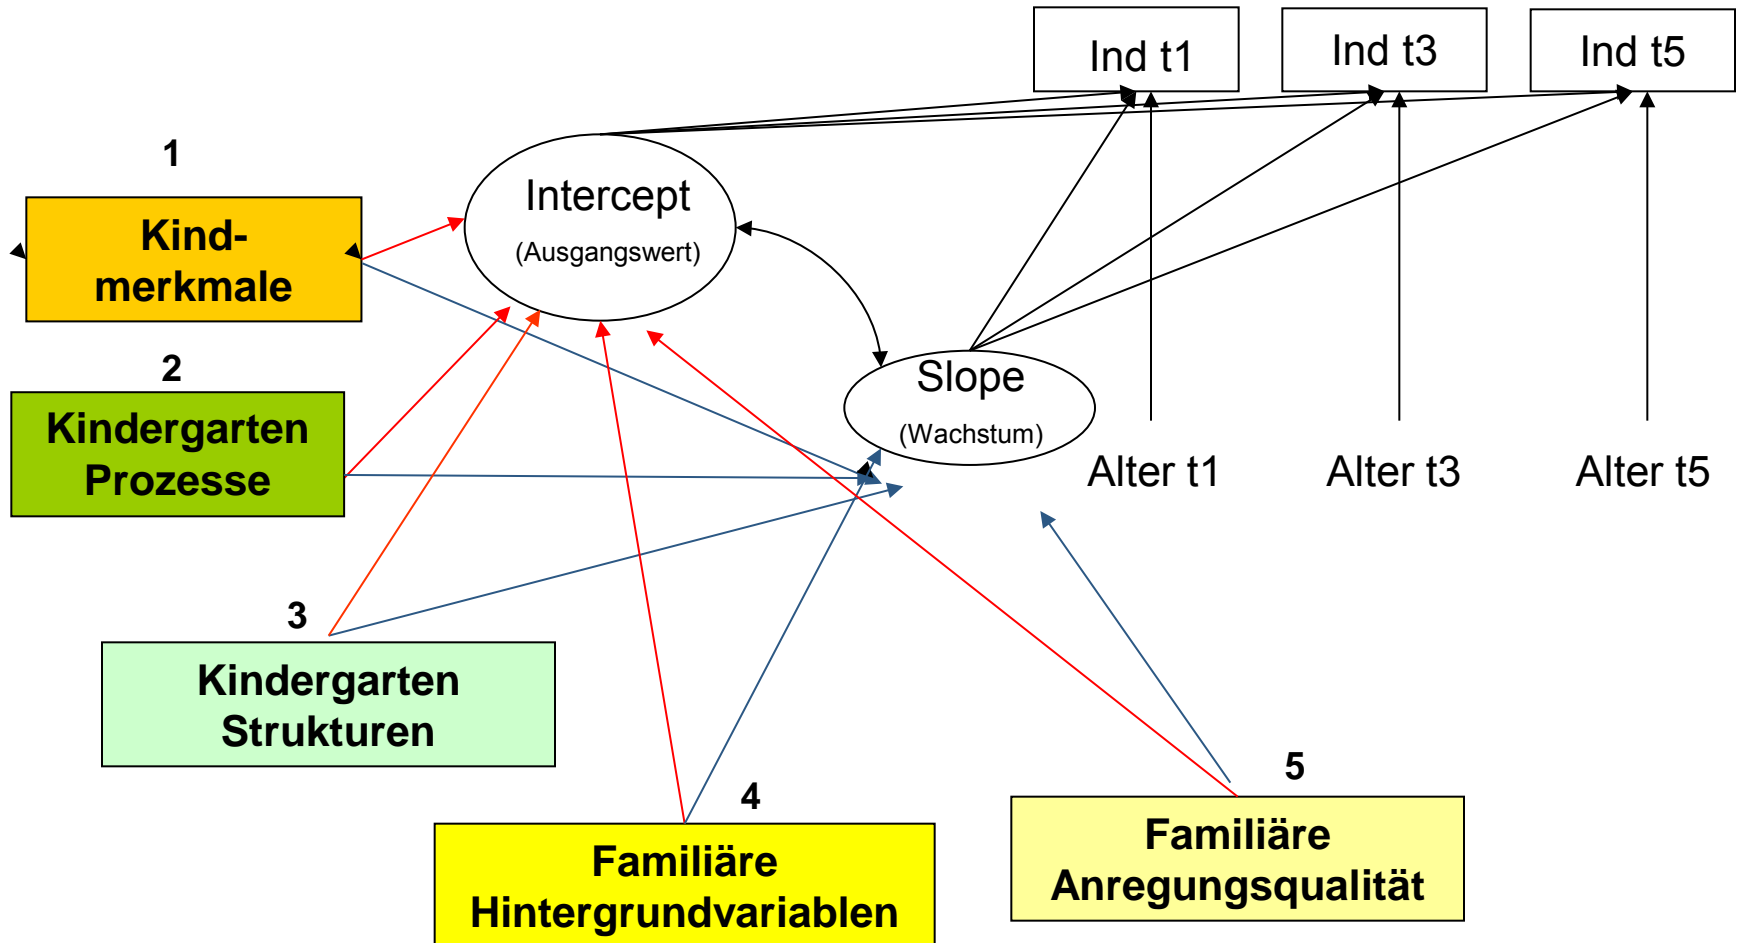 Ind t1
Ind t3
Ind t5
1
Kind-
merkmale
Intercept
(Ausgangswert)
2
Kindergarten
Prozesse
Slope
(Wachstum)
Alter t1
Alter t3
Alter t5
3
Kindergarten
Strukturen
4
Familiäre
Hintergrundvariablen
5
Familiäre
Anregungsqualität